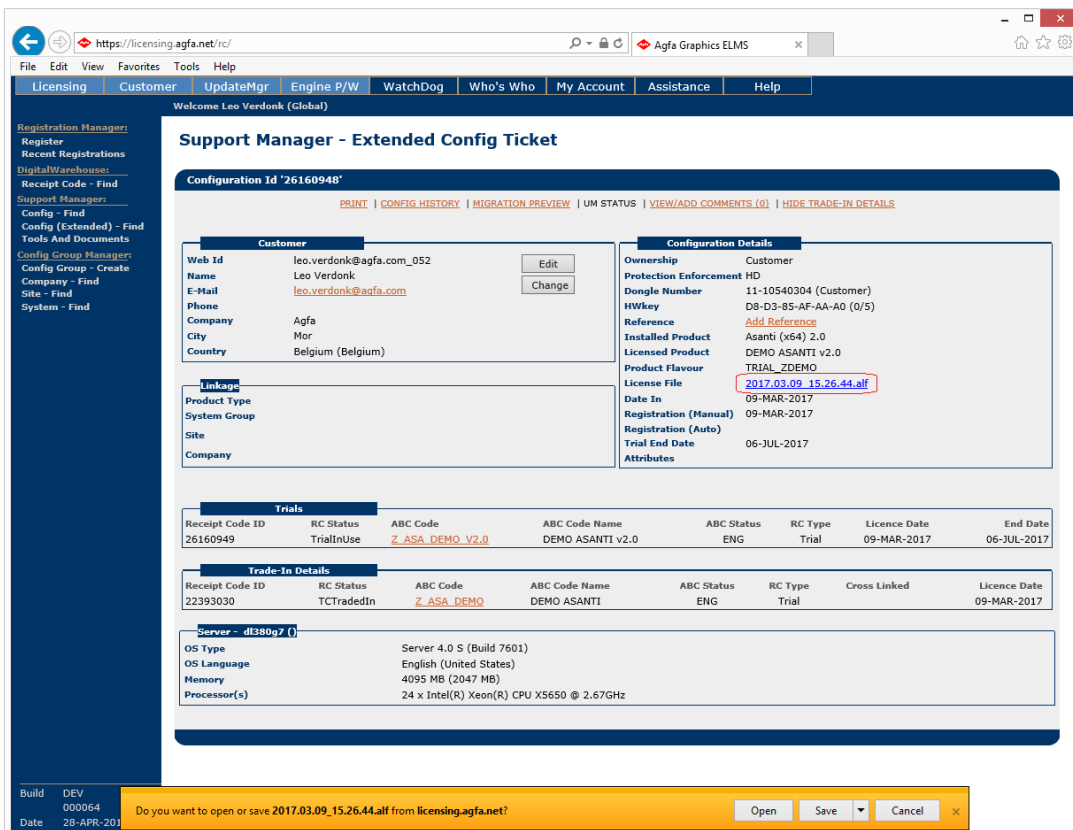 https://licensing.agfa.net/rc/
Agfa Graphics ELMS
File Edit View Favorites Tools Help
Licensing Customer UpdateMgr Engine P/W WatchDog Who's Who My Account Assistance Help
Welcome Leo Verdonk (Global)
Registration Manager:
Register
Recent Registrations
DigitalWarehouse:
Receipt Code - Find
Support Manager:
Config - Find
Config (Extended) - Find
Tools And Documents
Config Group Manager:
Config Group - Create
Company - Find
Site - Find
System - Find
Support Manager - Extended Config Ticket
Configuration Id '26160948'
PRINT | CONFIG HISTORY | MIGRATION PREVIEW | UM STATUS | VIEW/ADD COMMENTS (0) | HIDE TRADE-IN DETAILS
Customer
Web Id leo.verdonk@agfa.com_052
Name Leo Verdonk
E-Mail leo.verdonk@agfa.com
Phone
Company Agfa
City Mor
Country Belgium (Belgium)
Edit
Change
Linkage
Product Type
System Group
Site
Company
Configuration Details
Ownership Customer
Protection Enforcement HD
Dongle Number 11-10540304 (Customer)
HWkey D8-D3-85-AF-AA-A0 (0/5)
Reference Add Reference
Installed Product Asanti (x64) 2.0
Licensed Product DEMO ASANTI v2.0
Product Flavour TRIAL_ZDEMO
License File 2017.03.09_15.26.44.alf
Date In 09-MAR-2017
Registration (Manual) 09-MAR-2017
Registration (Auto)
Trial End Date 06-JUL-2017
Attributes
Trials
Receipt Code ID RC Status ABC Code ABC Code Name ABC Status RC Type Licence Date End Date
26160949 TrialInUse Z_ASA_DEMO_V2.0 DEMO ASANTI v2.0 ENG Trial 09-MAR-2017 06-JUL-2017
Trade-In Details
Receipt Code ID RC Status ABC Code ABC Code Name ABC Status RC Type Cross Linked Licence Date
22393030 TCTradedIn Z_ASA_DEMO DEMO ASANTI ENG Trial 09-MAR-2017
Server - dl380g7 ()
OS Type Server 4.0 S (Build 7601)
OS Language English (United States)
Memory 4095 MB (2047 MB)
Processor(s) 24 x Intel(R) Xeon(R) CPU X5650 @ 2.67GHz
Build DEV
000064
Date 28-APR-201
Do you want to open or save 2017.03.09_15.26.44.alf from licensing.agfa.net?
Open Save Cancel